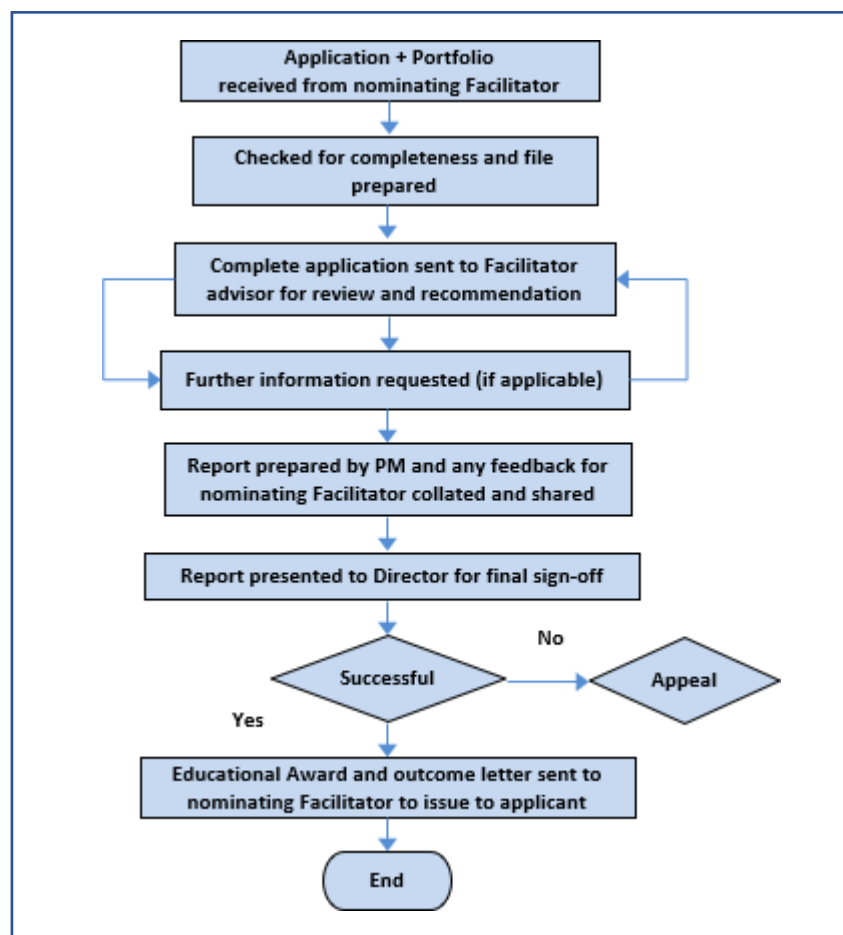 Application + Portfolio
received from nominating Facilitator
Checked for completeness and file
prepared
Complete application sent to Facilitator
advisor for review and recommendation
Further information requested (if applicable)
Report prepared by PM and any feedback for
nominating Facilitator collated and shared
Report presented to Director for final sign-off
Successful
No
Appeal
Yes
Educational Award and outcome letter sent to
nominating Facilitator to issue to applicant
End